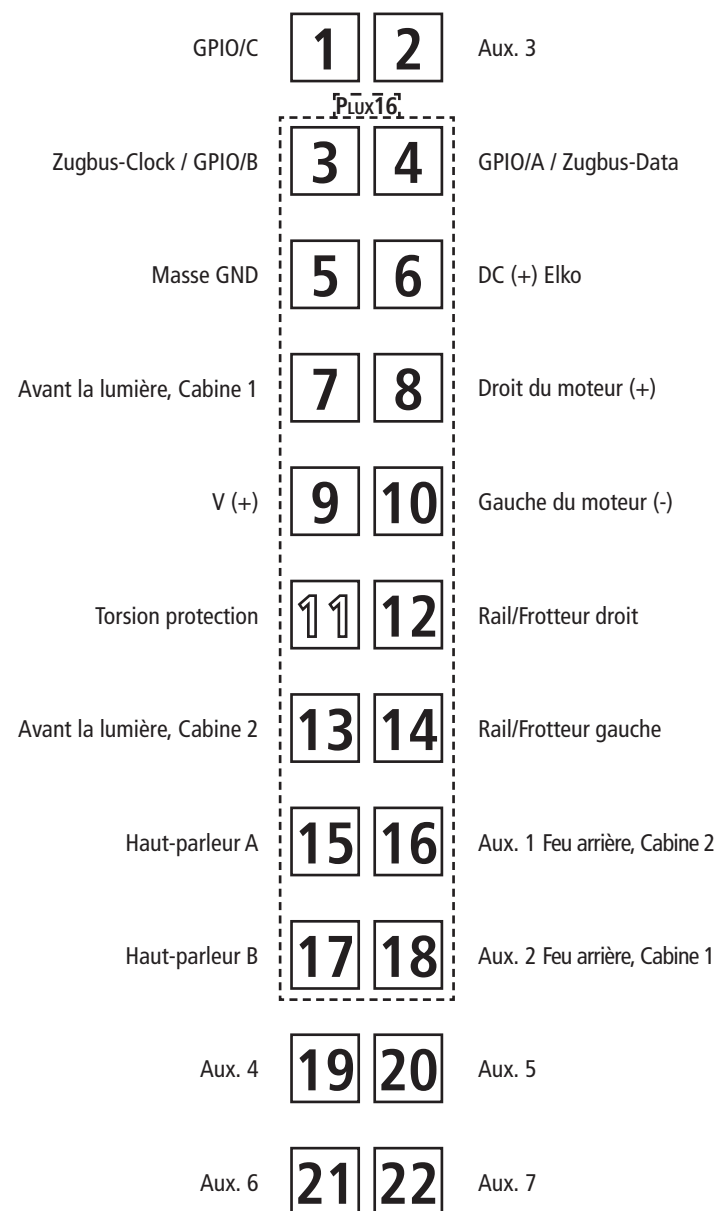 GPIO/C 1 2 Aux. 3
PLUX16
Zugbus-Clock / GPIO/B 3 4 GPIO/A / Zugbus-Data
Masse GND 5 6 DC (+) Elko
Avant la lumière, Cabine 1 7 8 Droit du moteur (+)
V (+) 9 10 Gauche du moteur (-)
Torsion protection 11 12 Rail/Frotteur droit
Avant la lumière, Cabine 2 13 14 Rail/Frotteur gauche
Haut-parleur A 15 16 Aux. 1 Feu arrière, Cabine 2
Haut-parleur B 17 18 Aux. 2 Feu arrière, Cabine 1
Aux. 4 19 20 Aux. 5
Aux. 6 21 22 Aux. 7